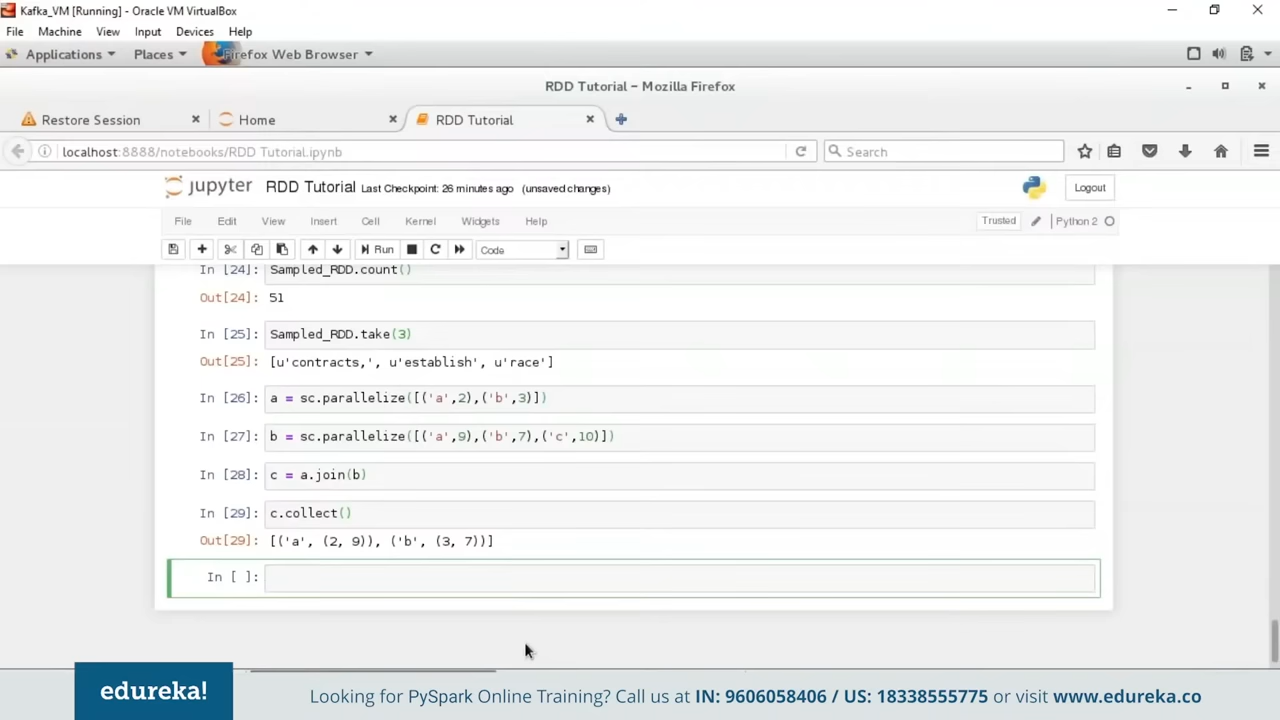 Kafka_VM [Running] - Oracle VM VirtualBox
File Machine View Input Devices Help
Applications Places Firefox Web Browser
RDD Tutorial – Mozilla Firefox
Restore Session Home RDD Tutorial
localhost:8888/notebooks/RDD Tutorial.ipynb Search
jupyter RDD Tutorial Last Checkpoint: 26 minutes ago (unsaved changes) Logout
File Edit View Insert Cell Kernel Widgets Help Trusted Python 2
Run Code
In [24]: Sampled_RDD.count()
Out[24]: 51
In [25]: Sampled_RDD.take(3)
Out[25]: [u'contracts,', u'establish', u'race']
In [26]: a = sc.parallelize([('a',2),('b',3)])
In [27]: b = sc.parallelize([('a',9),('b',7),('c',10)])
In [28]: c = a.join(b)
In [29]: c.collect()
Out[29]: [('a', (2, 9)), ('b', (3, 7))]
In [ ]:
edureka! Looking for PySpark Online Training? Call us at IN: 9606058406 / US: 18338555775 or visit www.edureka.co